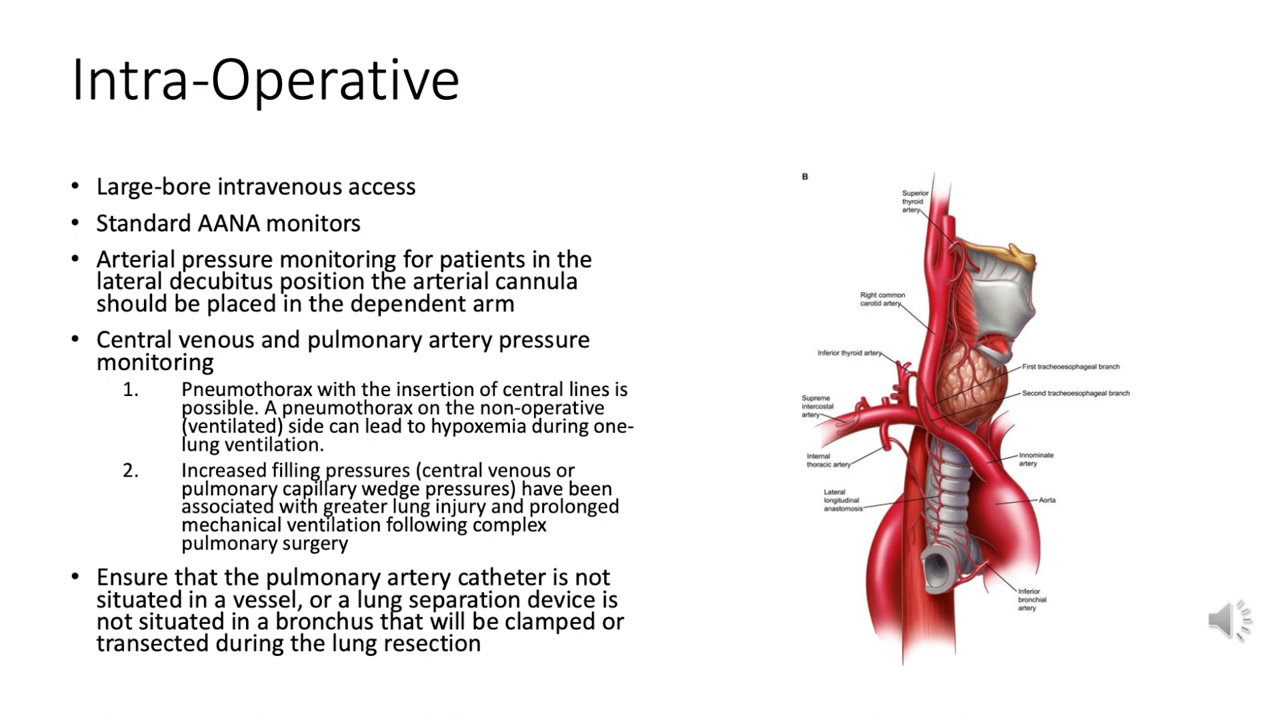 Intra-Operative
• Large-bore intravenous access
• Standard AANA monitors
• Arterial pressure monitoring for patients in the
lateral decubitus position the arterial cannula
should be placed in the dependent arm
• Central venous and pulmonary artery pressure
monitoring
1. Pneumothorax with the insertion of central lines is
possible. A pneumothorax on the non-operative
(ventilated) side can lead to hypoxemia during one-
lung ventilation.
2. Increased filling pressures (central venous or
pulmonary capillary wedge pressures) have been
associated with greater lung injury and prolonged
mechanical ventilation following complex
pulmonary surgery
• Ensure that the pulmonary artery catheter is not
situated in a vessel, or a lung separation device is
not situated in a bronchus that will be clamped or
transected during the lung resection
B
Superior
thyroid
artery
Right common
carotid artery
Inferior thyroid artery
First tracheoesophageal branch
Second tracheoesophageal branch
Supreme
intercostal
artery
Internal
thoracic artery
Innominate
artery
Lateral
longitudinal
anastomosis
Aorta
Inferior
bronchial
artery